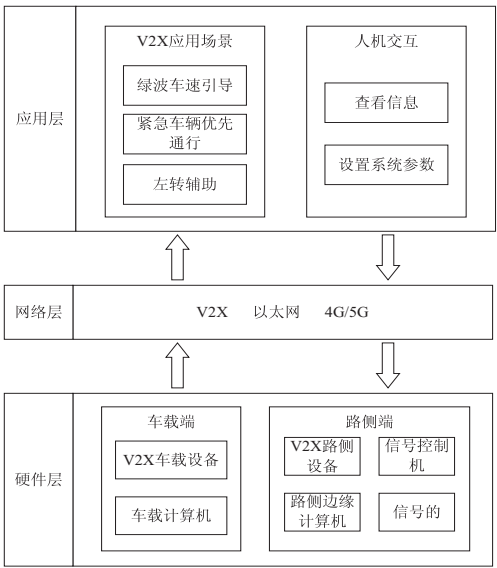 应用层
V2X应用场景
绿波车速引导
紧急车辆优先
通行
左转辅助
人机交互
查看信息
设置系统参数
网络层
V2X 以太网 4G/5G
硬件层
车载端
V2X车载设备
车载计算机
路侧端
V2X路侧
设备
信号控制
机
路侧边缘
计算机
信号的